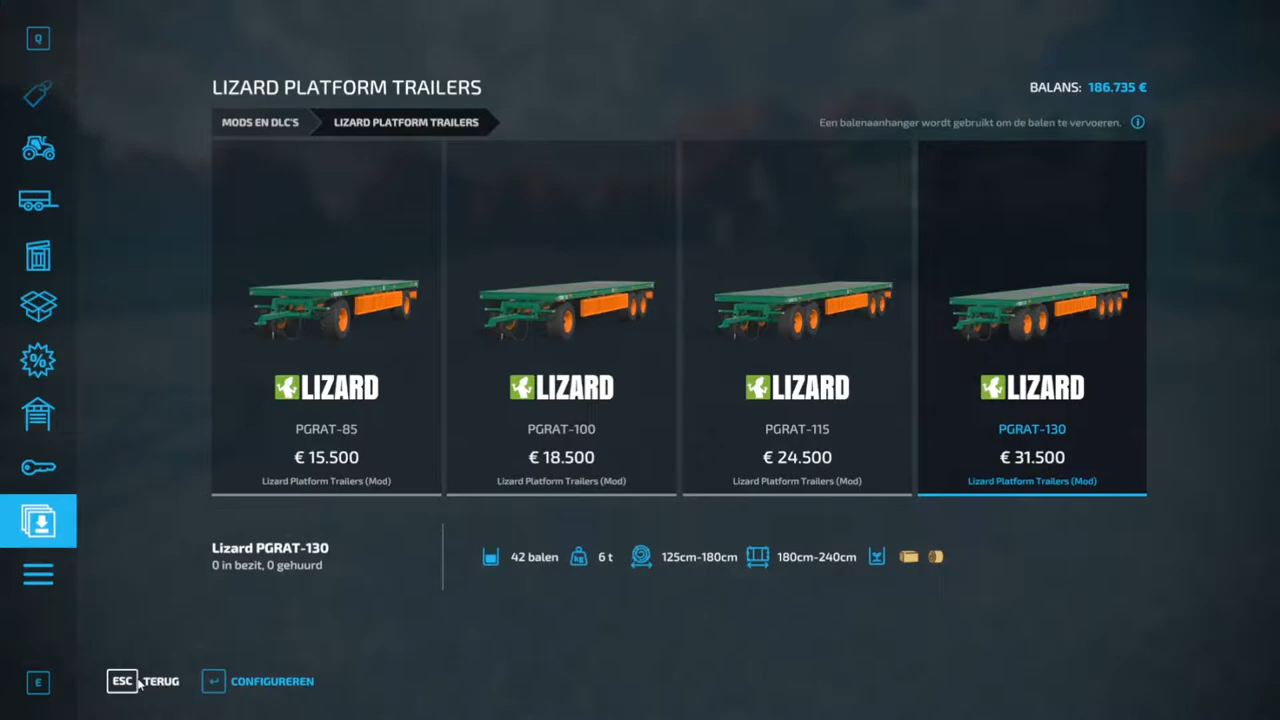 Q
LIZARD PLATFORM TRAILERS
BALANS: 186.735 €
MODS EN DLC'S
LIZARD PLATFORM TRAILERS
Een balenaanhanger wordt gebruikt om de balen te vervoeren.
LIZARD
PGRAT-85
€ 15.500
Lizard Platform Trailers (Mod)
LIZARD
PGRAT-100
€ 18.500
Lizard Platform Trailers (Mod)
LIZARD
PGRAT-115
€ 24.500
Lizard Platform Trailers (Mod)
LIZARD
PGRAT-130
€ 31.500
Lizard Platform Trailers (Mod)
Lizard PGRAT-130
0 in bezit, 0 gehuurd
42 balen
6 t
125cm-180cm
180cm-240cm
E
ESC TERUG
CONFIGUREREN